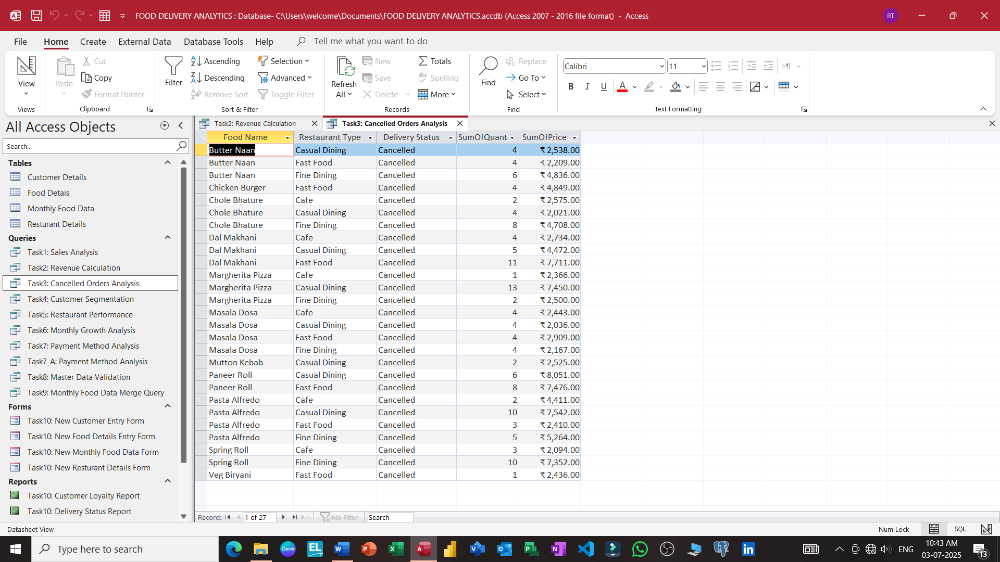 FOOD DELIVERY ANALYTICS : Database- C:\Users\welcome\Documents\FOOD DELIVERY ANALYTICS.accdb (Access 2007 - 2016 file format) - Access
RT
File Home Create External Data Database Tools Help Tell me what you want to do
View
Views
Paste
Cut
Copy
Format Painter
Clipboard
Filter
Ascending
Descending
Remove Sort
Selection
Advanced
Toggle Filter
Sort & Filter
Refresh All
New
Save
Delete
Totals
Spelling
More
Records
Find
Replace
Go To
Select
Find
Calibri
11
B I U A
Text Formatting
All Access Objects
Search...
Tables
Customer Details
Food Detais
Monthly Food Data
Resturant Details
Queries
Task1: Sales Analysis
Task2: Revenue Calculation
Task3: Cancelled Orders Analysis
Task4: Customer Segmentation
Task5: Restaurant Performance
Task6: Monthly Growth Analysis
Task7: Payment Method Analysis
Task7_A: Payment Method Analysis
Task8: Master Data Validation
Task9: Monthly Food Data Merge Query
Forms
Task10: New Customer Entry Form
Task10: New Food Details Entry Form
Task10: New Monthly Food Data Form
Task10: New Resturant Details Form
Reports
Task10: Customer Loyalty Report
Task10: Delivery Status Report
Task2: Revenue Calculation
Task3: Cancelled Orders Analysis
Food Name Restaurant Type Delivery Status SumOfQuant SumOfPrice
Butter Naan Casual Dining Cancelled 4 ₹ 2,538.00
Butter Naan Fast Food Cancelled 4 ₹ 2,209.00
Butter Naan Fine Dining Cancelled 6 ₹ 4,836.00
Chicken Burger Fast Food Cancelled 4 ₹ 4,849.00
Chole Bhature Cafe Cancelled 2 ₹ 2,575.00
Chole Bhature Casual Dining Cancelled 4 ₹ 2,021.00
Chole Bhature Fine Dining Cancelled 8 ₹ 4,708.00
Dal Makhani Cafe Cancelled 4 ₹ 2,734.00
Dal Makhani Casual Dining Cancelled 5 ₹ 4,472.00
Dal Makhani Fast Food Cancelled 11 ₹ 7,711.00
Margherita Pizza Cafe Cancelled 1 ₹ 2,366.00
Margherita Pizza Casual Dining Cancelled 13 ₹ 7,450.00
Margherita Pizza Fine Dining Cancelled 2 ₹ 2,500.00
Masala Dosa Cafe Cancelled 4 ₹ 2,443.00
Masala Dosa Casual Dining Cancelled 4 ₹ 2,036.00
Masala Dosa Fast Food Cancelled 4 ₹ 2,909.00
Masala Dosa Fine Dining Cancelled 4 ₹ 2,167.00
Mutton Kebab Casual Dining Cancelled 2 ₹ 2,525.00
Paneer Roll Casual Dining Cancelled 6 ₹ 8,051.00
Paneer Roll Fast Food Cancelled 8 ₹ 7,476.00
Pasta Alfredo Cafe Cancelled 2 ₹ 4,411.00
Pasta Alfredo Casual Dining Cancelled 10 ₹ 7,542.00
Pasta Alfredo Fast Food Cancelled 3 ₹ 2,410.00
Pasta Alfredo Fine Dining Cancelled 5 ₹ 5,264.00
Spring Roll Cafe Cancelled 3 ₹ 2,094.00
Spring Roll Fine Dining Cancelled 10 ₹ 7,352.00
Veg Biryani Fast Food Cancelled 1 ₹ 2,436.00
Record: 1 of 27 No Filter Search
Datasheet View Num Lock SQL
Type here to search
Canva
EL
ENG
10:43 AM
03-07-2025
13